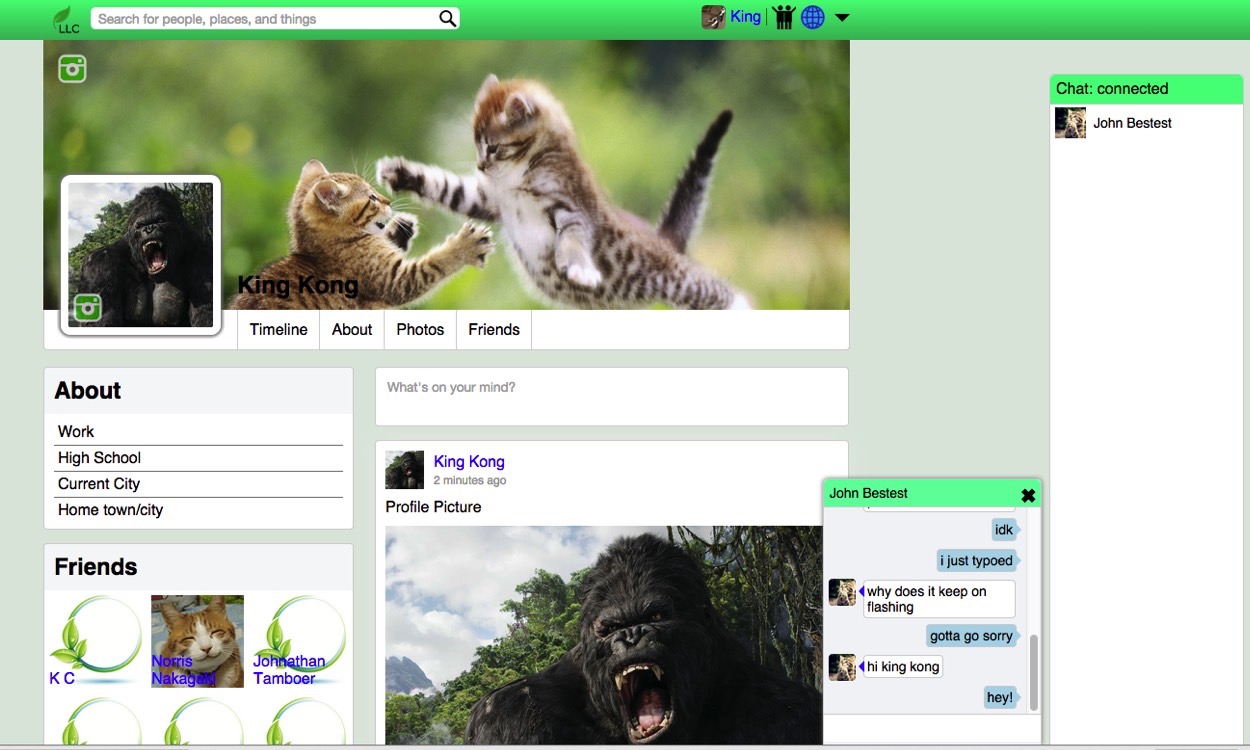 LLC
Search for people, places, and things
King
King Kong
Timeline
About
Photos
Friends
About
Work
High School
Current City
Home town/city
Friends
K C
Norris
Nakagaki
Johnathan
Tamboer
What's on your mind?
King Kong
2 minutes ago
Profile Picture
John Bestest
idk
i just typoed
why does it keep on
flashing
gotta go sorry
hi king kong
hey!
Chat: connected
John Bestest